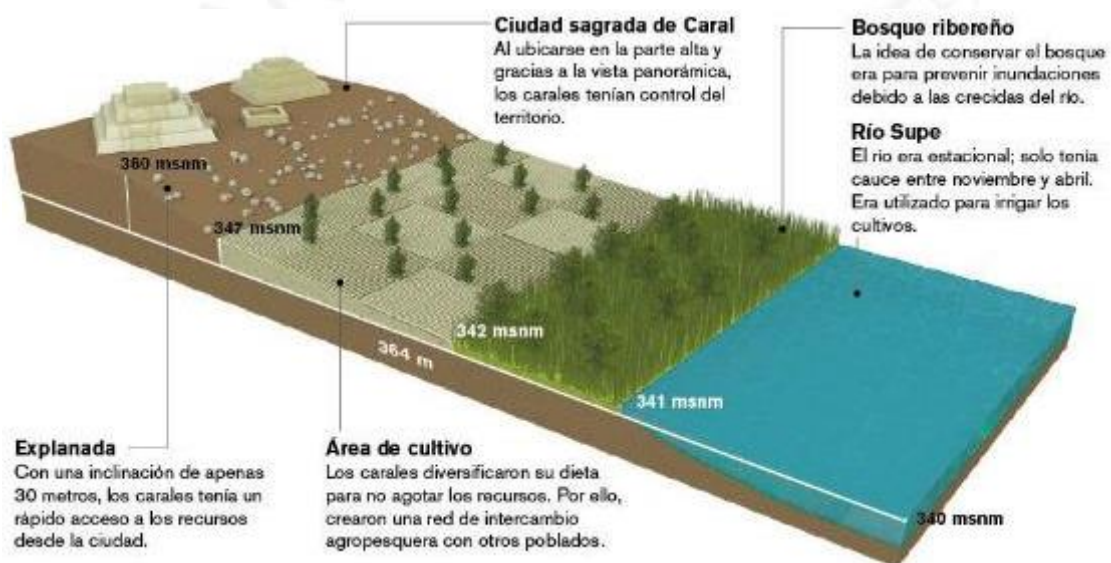 Ciudad sagrada de Caral
Al ubicarse en la parte alta y
gracias a la vista panorámica,
los carales tenían control del
territorio.
Bosque ribereño
La idea de conservar el bosque
era para prevenir inundaciones
debido a las crecidas del río.
Río Supe
El río era estacional; solo tenía
cauce entre noviembre y abril.
Era utilizado para irrigar los
cultivos.
360 msnm
347 msnm
342 msnm
364 m
341 msnm
340 msnm
Explanada
Con una inclinación de apenas
30 metros, los carales tenía un
rápido acceso a los recursos
desde la ciudad.
Área de cultivo
Los carales diversificaron su dieta
para no agotar los recursos. Por ello,
crearon una red de intercambio
agropesquera con otros poblados.